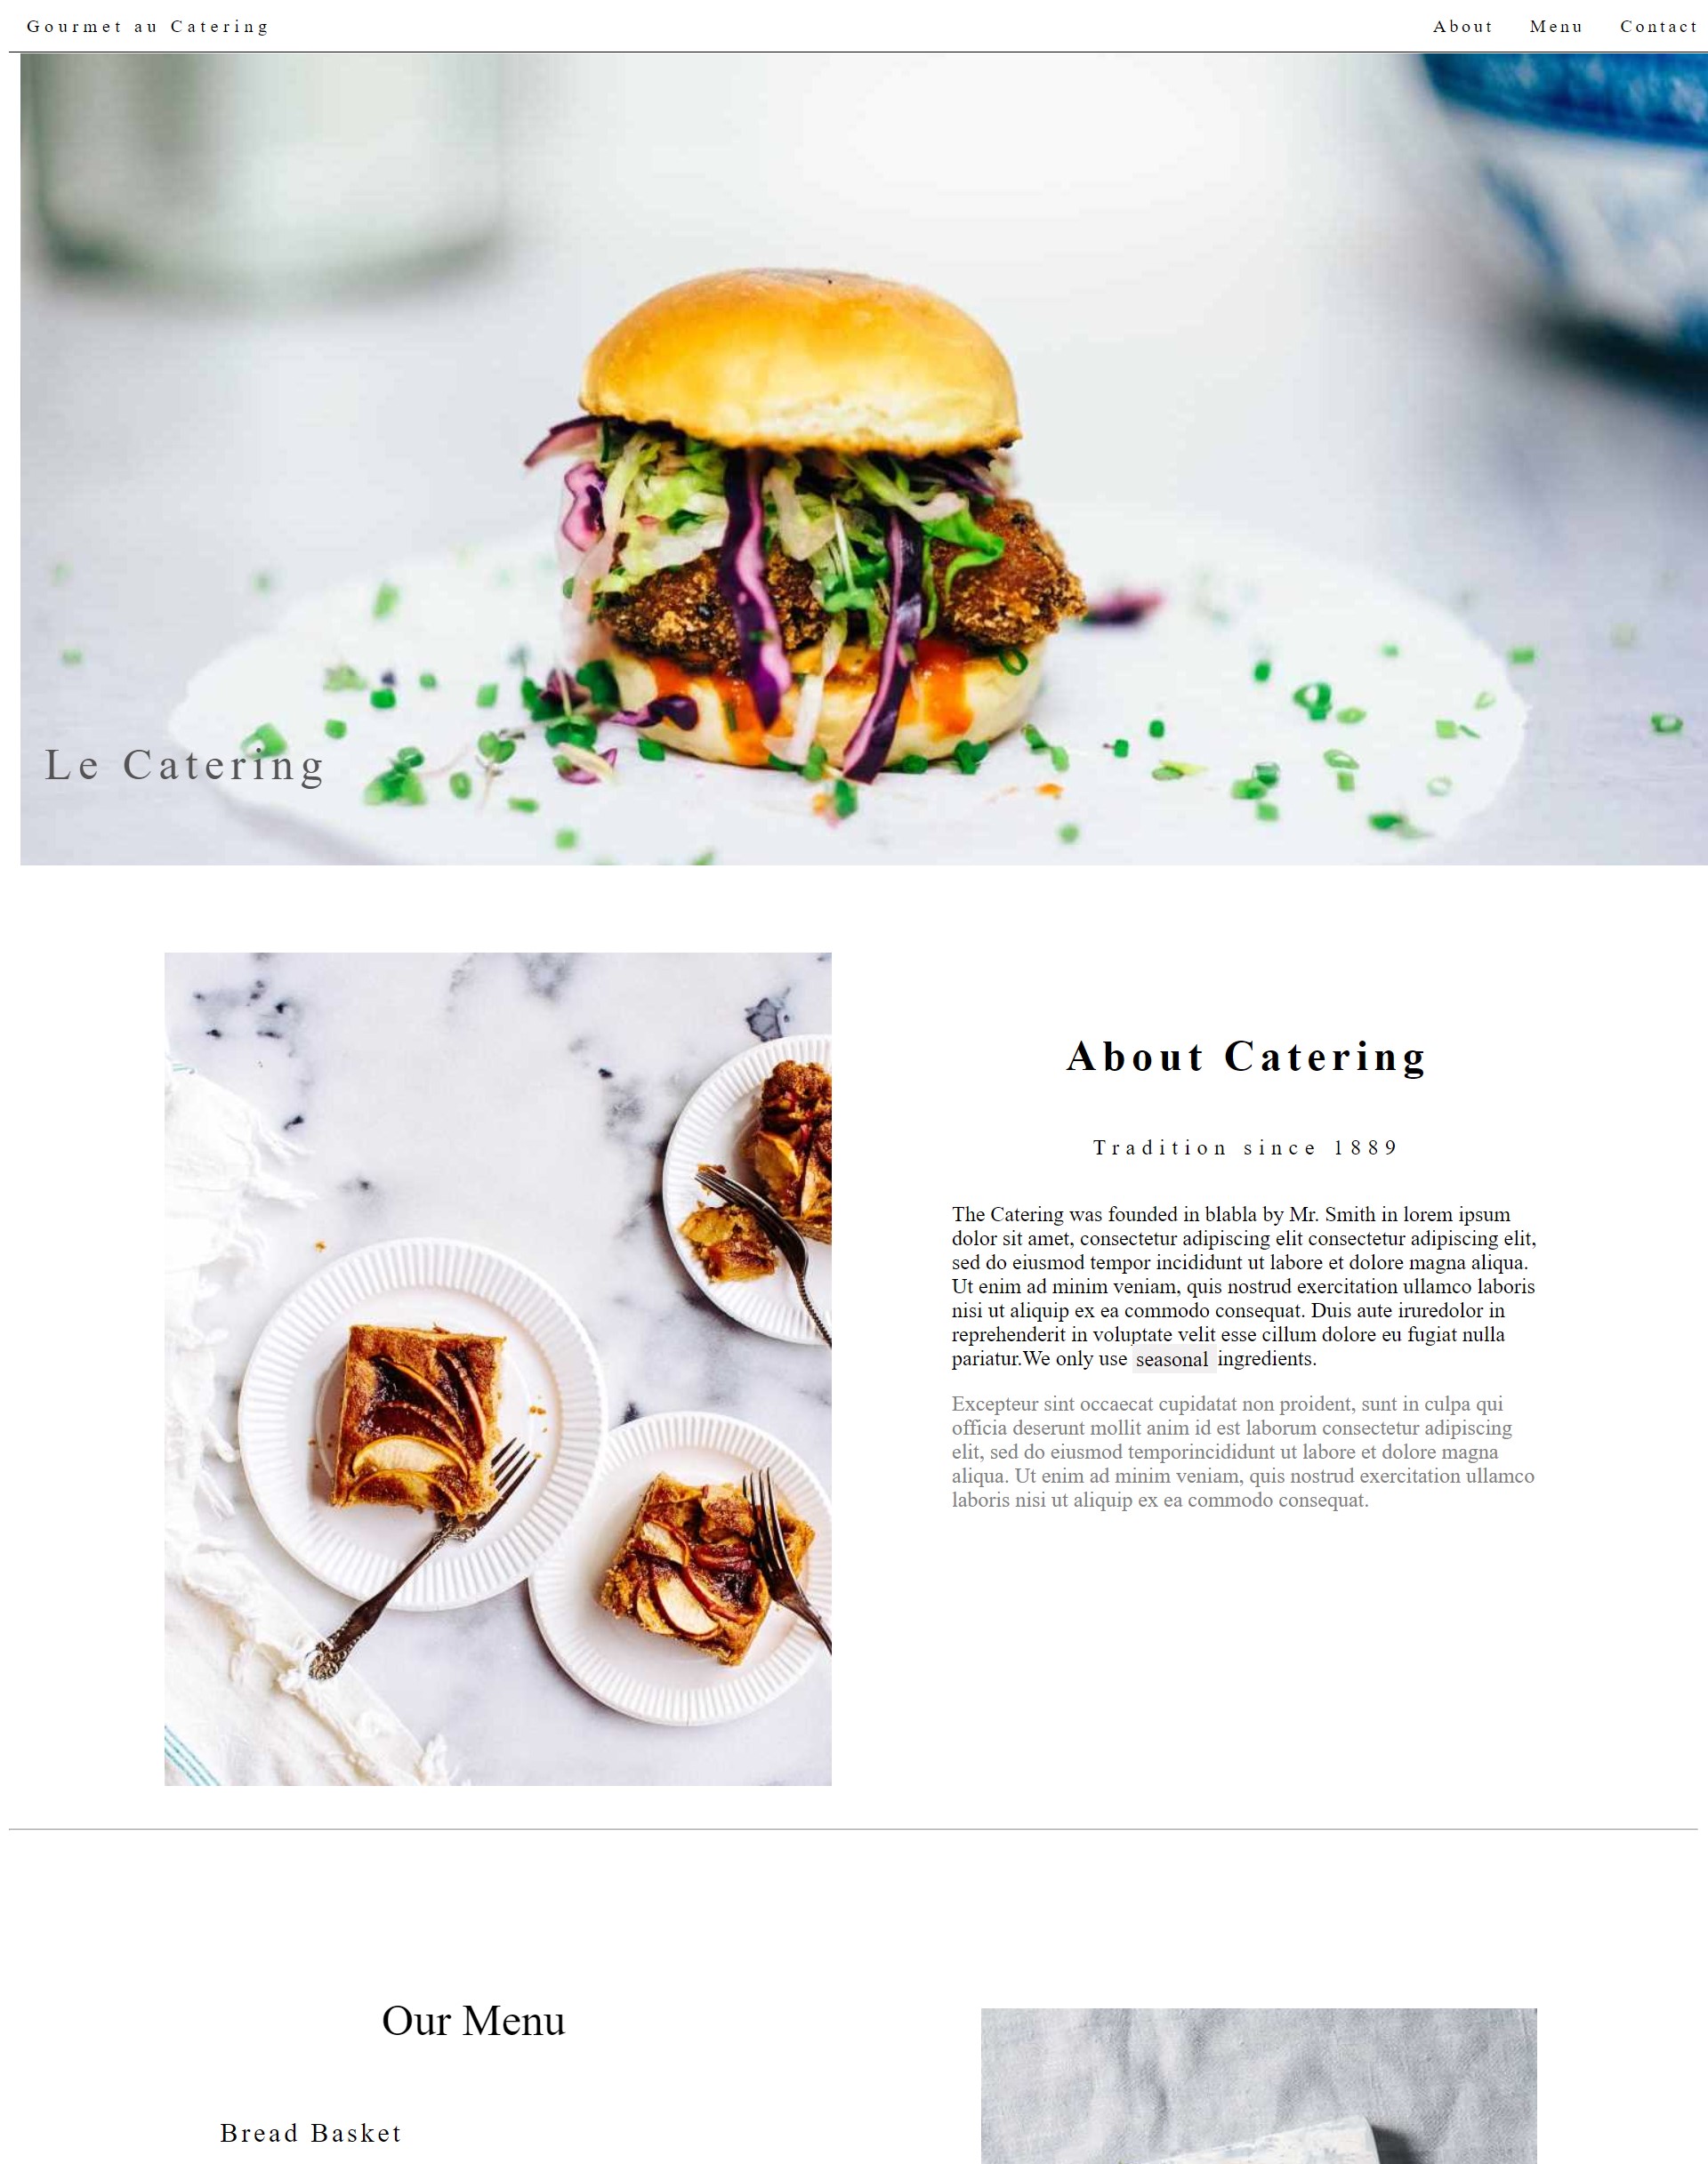 Gourmet au Catering
About Menu Contact
Le Catering
About Catering
Tradition since 1889
The Catering was founded in blabla by Mr. Smith in lorem ipsum
dolor sit amet, consectetur adipiscing elit consectetur adipiscing elit,
sed do eiusmod tempor incididunt ut labore et dolore magna aliqua.
Ut enim ad minim veniam, quis nostrud exercitation ullamco laboris
nisi ut aliquip ex ea commodo consequat. Duis aute iruredolor in
reprehenderit in voluptate velit esse cillum dolore eu fugiat nulla
pariatur.We only use seasonal ingredients.
Excepteur sint occaecat cupidatat non proident, sunt in culpa qui
officia deserunt mollit anim id est laborum consectetur adipiscing
elit, sed do eiusmod temporincididunt ut labore et dolore magna
aliqua. Ut enim ad minim veniam, quis nostrud exercitation ullamco
laboris nisi ut aliquip ex ea commodo consequat.
Our Menu
Bread Basket